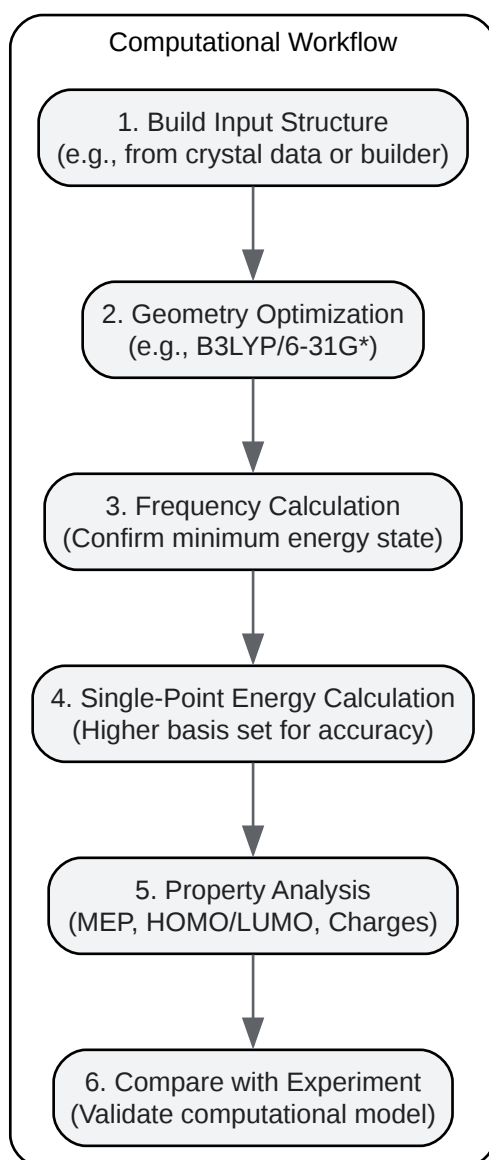 Computational Workflow
1. Build Input Structure
(e.g., from crystal data or builder)
2. Geometry Optimization
(e.g., B3LYP/6-31G*)
3. Frequency Calculation
(Confirm minimum energy state)
4. Single-Point Energy Calculation
(Higher basis set for accuracy)
5. Property Analysis
(MEP, HOMO/LUMO, Charges)
6. Compare with Experiment
(Validate computational model)